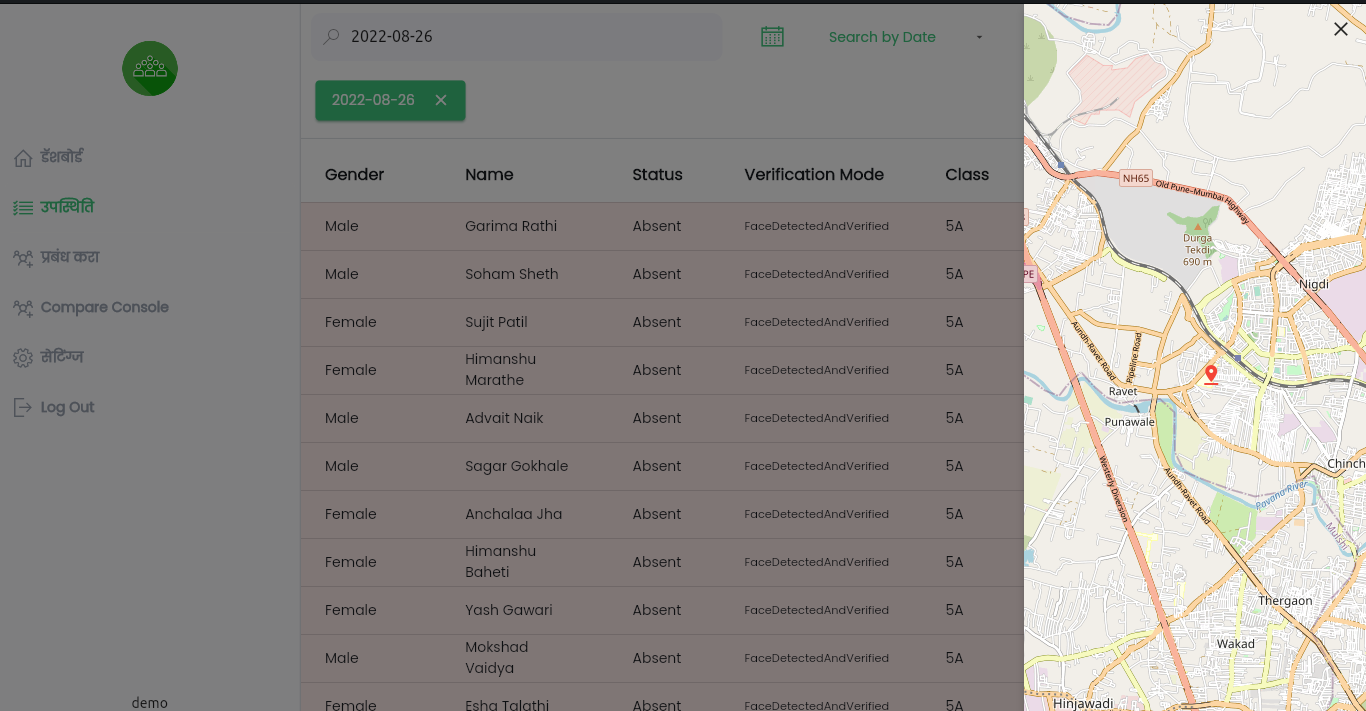 2022-08-26
Search by Date
2022-08-26
डॅशबोर्ड
उपस्थिति
प्रबंध करा
Compare Console
सेटिंग्ज
Log Out
demo
Gender Name Status Verification Mode Class
Male Garima Rathi Absent FaceDetectedAndVerified 5A
Male Soham Sheth Absent FaceDetectedAndVerified 5A
Female Sujit Patil Absent FaceDetectedAndVerified 5A
Female Himanshu Marathe Absent FaceDetectedAndVerified 5A
Male Advait Naik Absent FaceDetectedAndVerified 5A
Male Sagar Gokhale Absent FaceDetectedAndVerified 5A
Female Anchalaa Jha Absent FaceDetectedAndVerified 5A
Female Himanshu Baheti Absent FaceDetectedAndVerified 5A
Female Yash Gawari Absent FaceDetectedAndVerified 5A
Male Mokshad Vaidya Absent FaceDetectedAndVerified 5A
Female Esha Talathi Absent FaceDetectedAndVerified 5A
NH65
Old Pune-Mumbai Highway
Durga
Tekdi
690 m
PE
Nigdi
Aundh-Ravet Road
Pipeline Road
Ravet
Punawale
Chinch
Westerly Diversion
Aundh-Ravet Road
Pavana River
Mulshi
Thergaon
Wakad
Hinjawadi